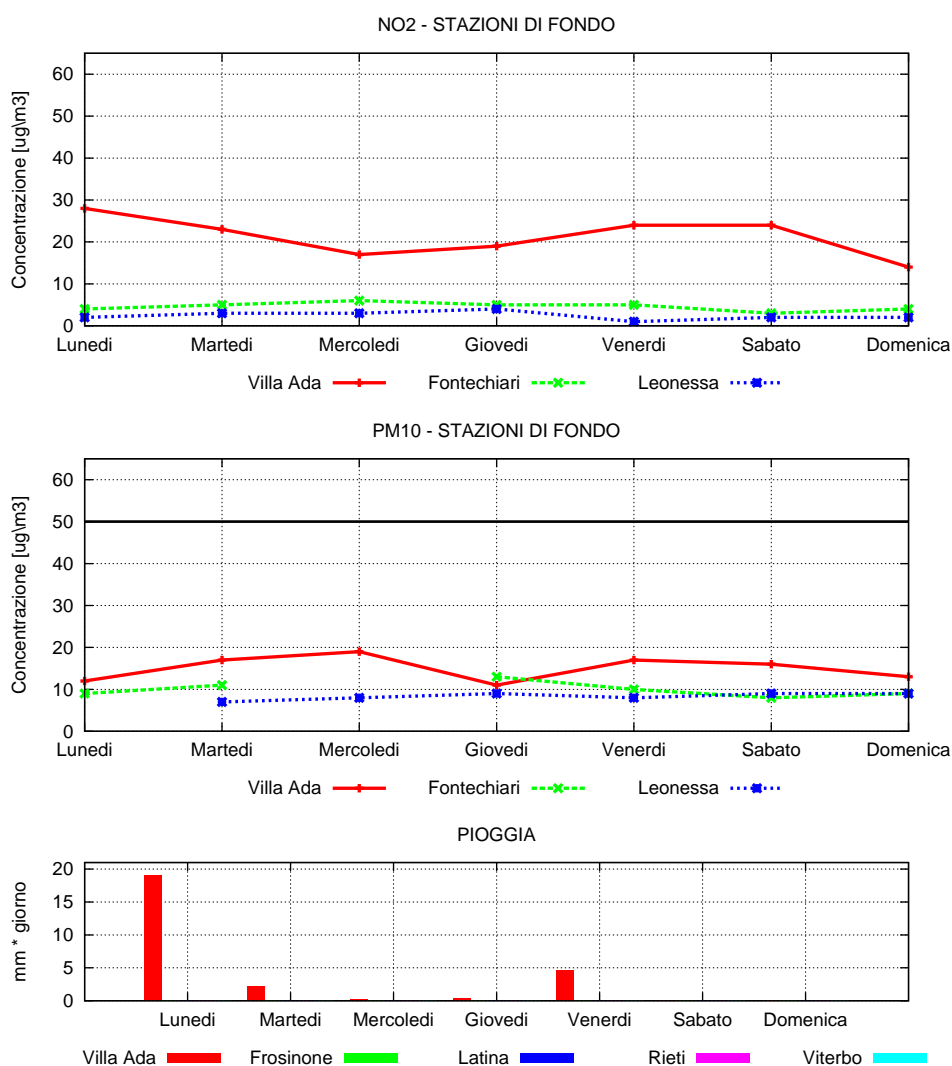 NO2 - STAZIONI DI FONDO
Concentrazione [ug\m3]
60
50
40
30
20
10
0
Lunedi Martedi Mercoledi Giovedi Venerdi Sabato Domenica
Villa Ada Fontechiari Leonessa
PM10 - STAZIONI DI FONDO
Concentrazione [ug\m3]
60
50
40
30
20
10
0
Lunedi Martedi Mercoledi Giovedi Venerdi Sabato Domenica
Villa Ada Fontechiari Leonessa
PIOGGIA
mm * giorno
20
15
10
5
0
Lunedi Martedi Mercoledi Giovedi Venerdi Sabato Domenica
Villa Ada Frosinone Latina Rieti Viterbo